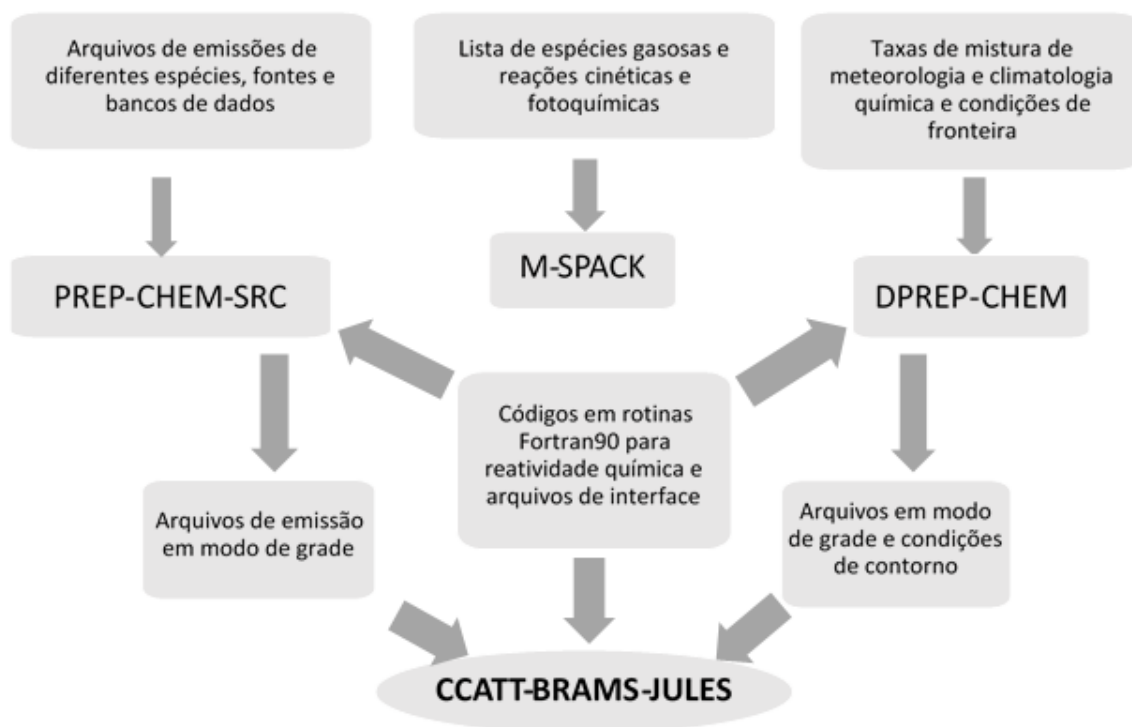 Arquivos de emissões de
diferentes espécies, fontes e
bancos de dados
Lista de espécies gasosas e
reações cinéticas e
fotoquímicas
Taxas de mistura de
meteorologia e climatologia
química e condições de
fronteira
PREP-CHEM-SRC
M-SPACK
DPREP-CHEM
Códigos em rotinas
Fortran90 para
reatividade química e
arquivos de interface
Arquivos de emissão
em modo de grade
Arquivos em modo
de grade e condições
de contorno
CCATT-BRAMS-JULES